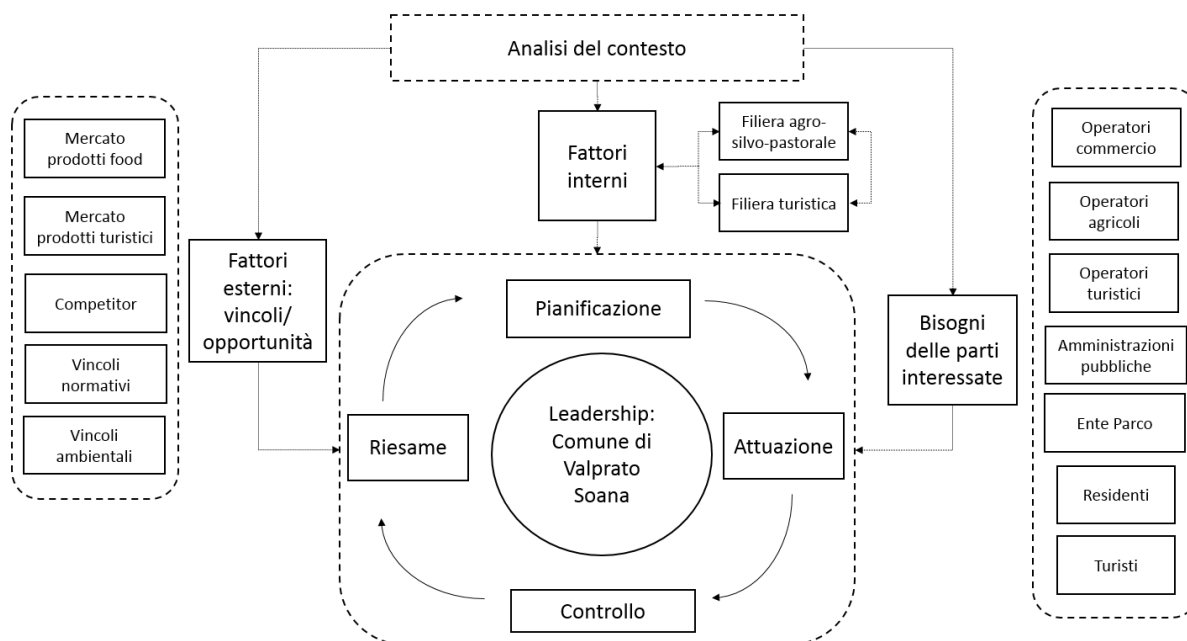 Analisi del contesto
Mercato
prodotti food
Mercato
prodotti turistici
Competitor
Vincoli
normativi
Vincoli
ambientali
Fattori
esterni:
vincoli/
opportunità
Fattori
interni
Filiera agro-
silvo-pastorale
Filiera turistica
Pianificazione
Riesame
Leadership:
Comune di
Valprato
Soana
Attuazione
Controllo
Bisogni
delle parti
interessate
Operatori
commercio
Operatori
agricoli
Operatori
turistici
Amministrazioni
pubbliche
Ente Parco
Residenti
Turisti